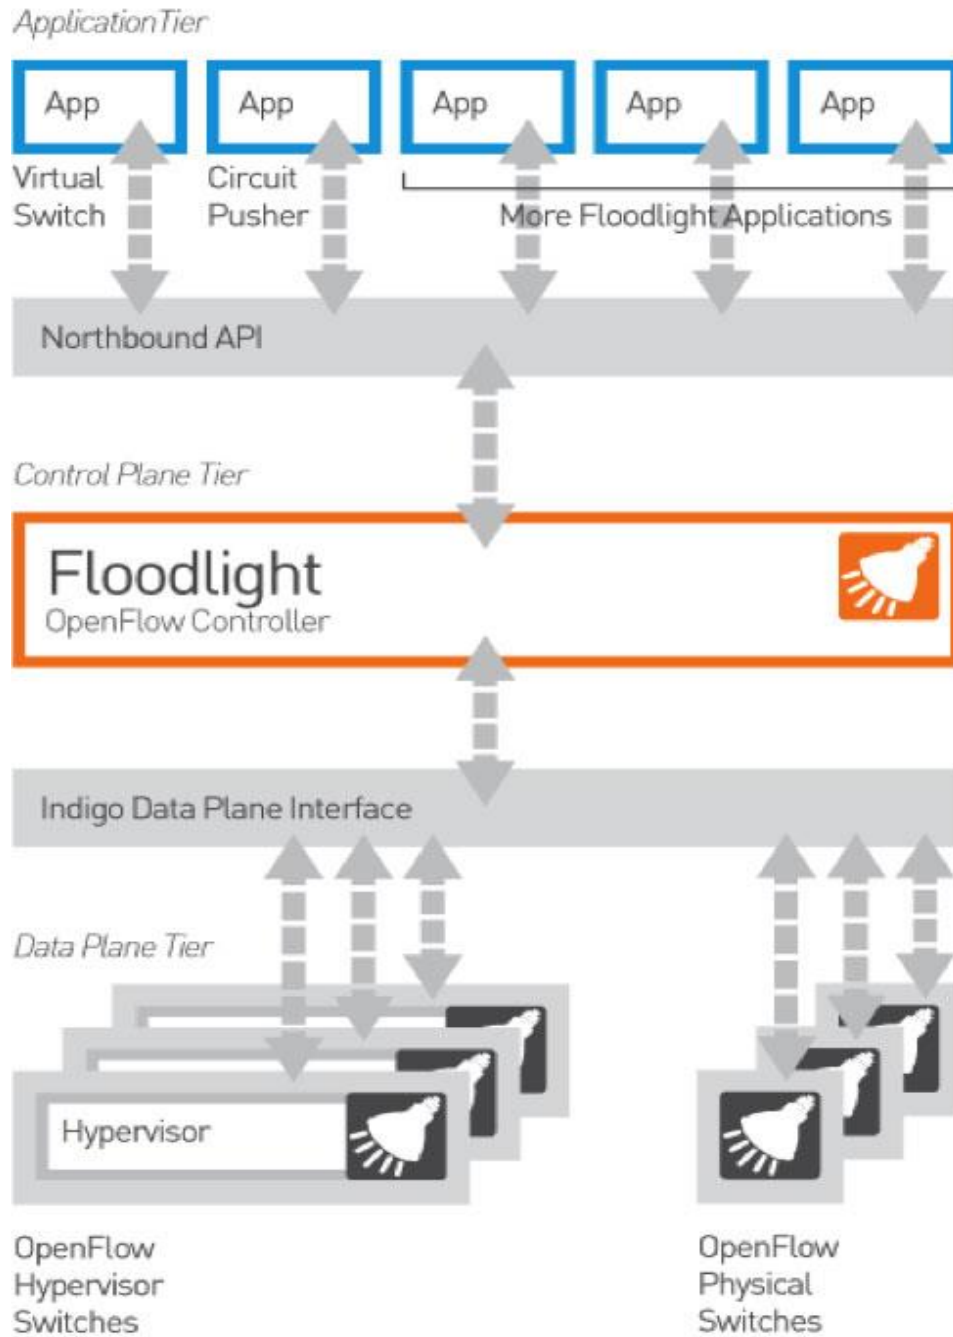 ApplicationTier
App
App
App
App
App
Virtual
Switch
Circuit
Pusher
More Floodlight Applications
Northbound API
Control Plane Tier
Floodlight
OpenFlow Controller
Indigo Data Plane Interface
Data Plane Tier
Hypervisor
OpenFlow
Hypervisor
Switches
OpenFlow
Physical
Switches